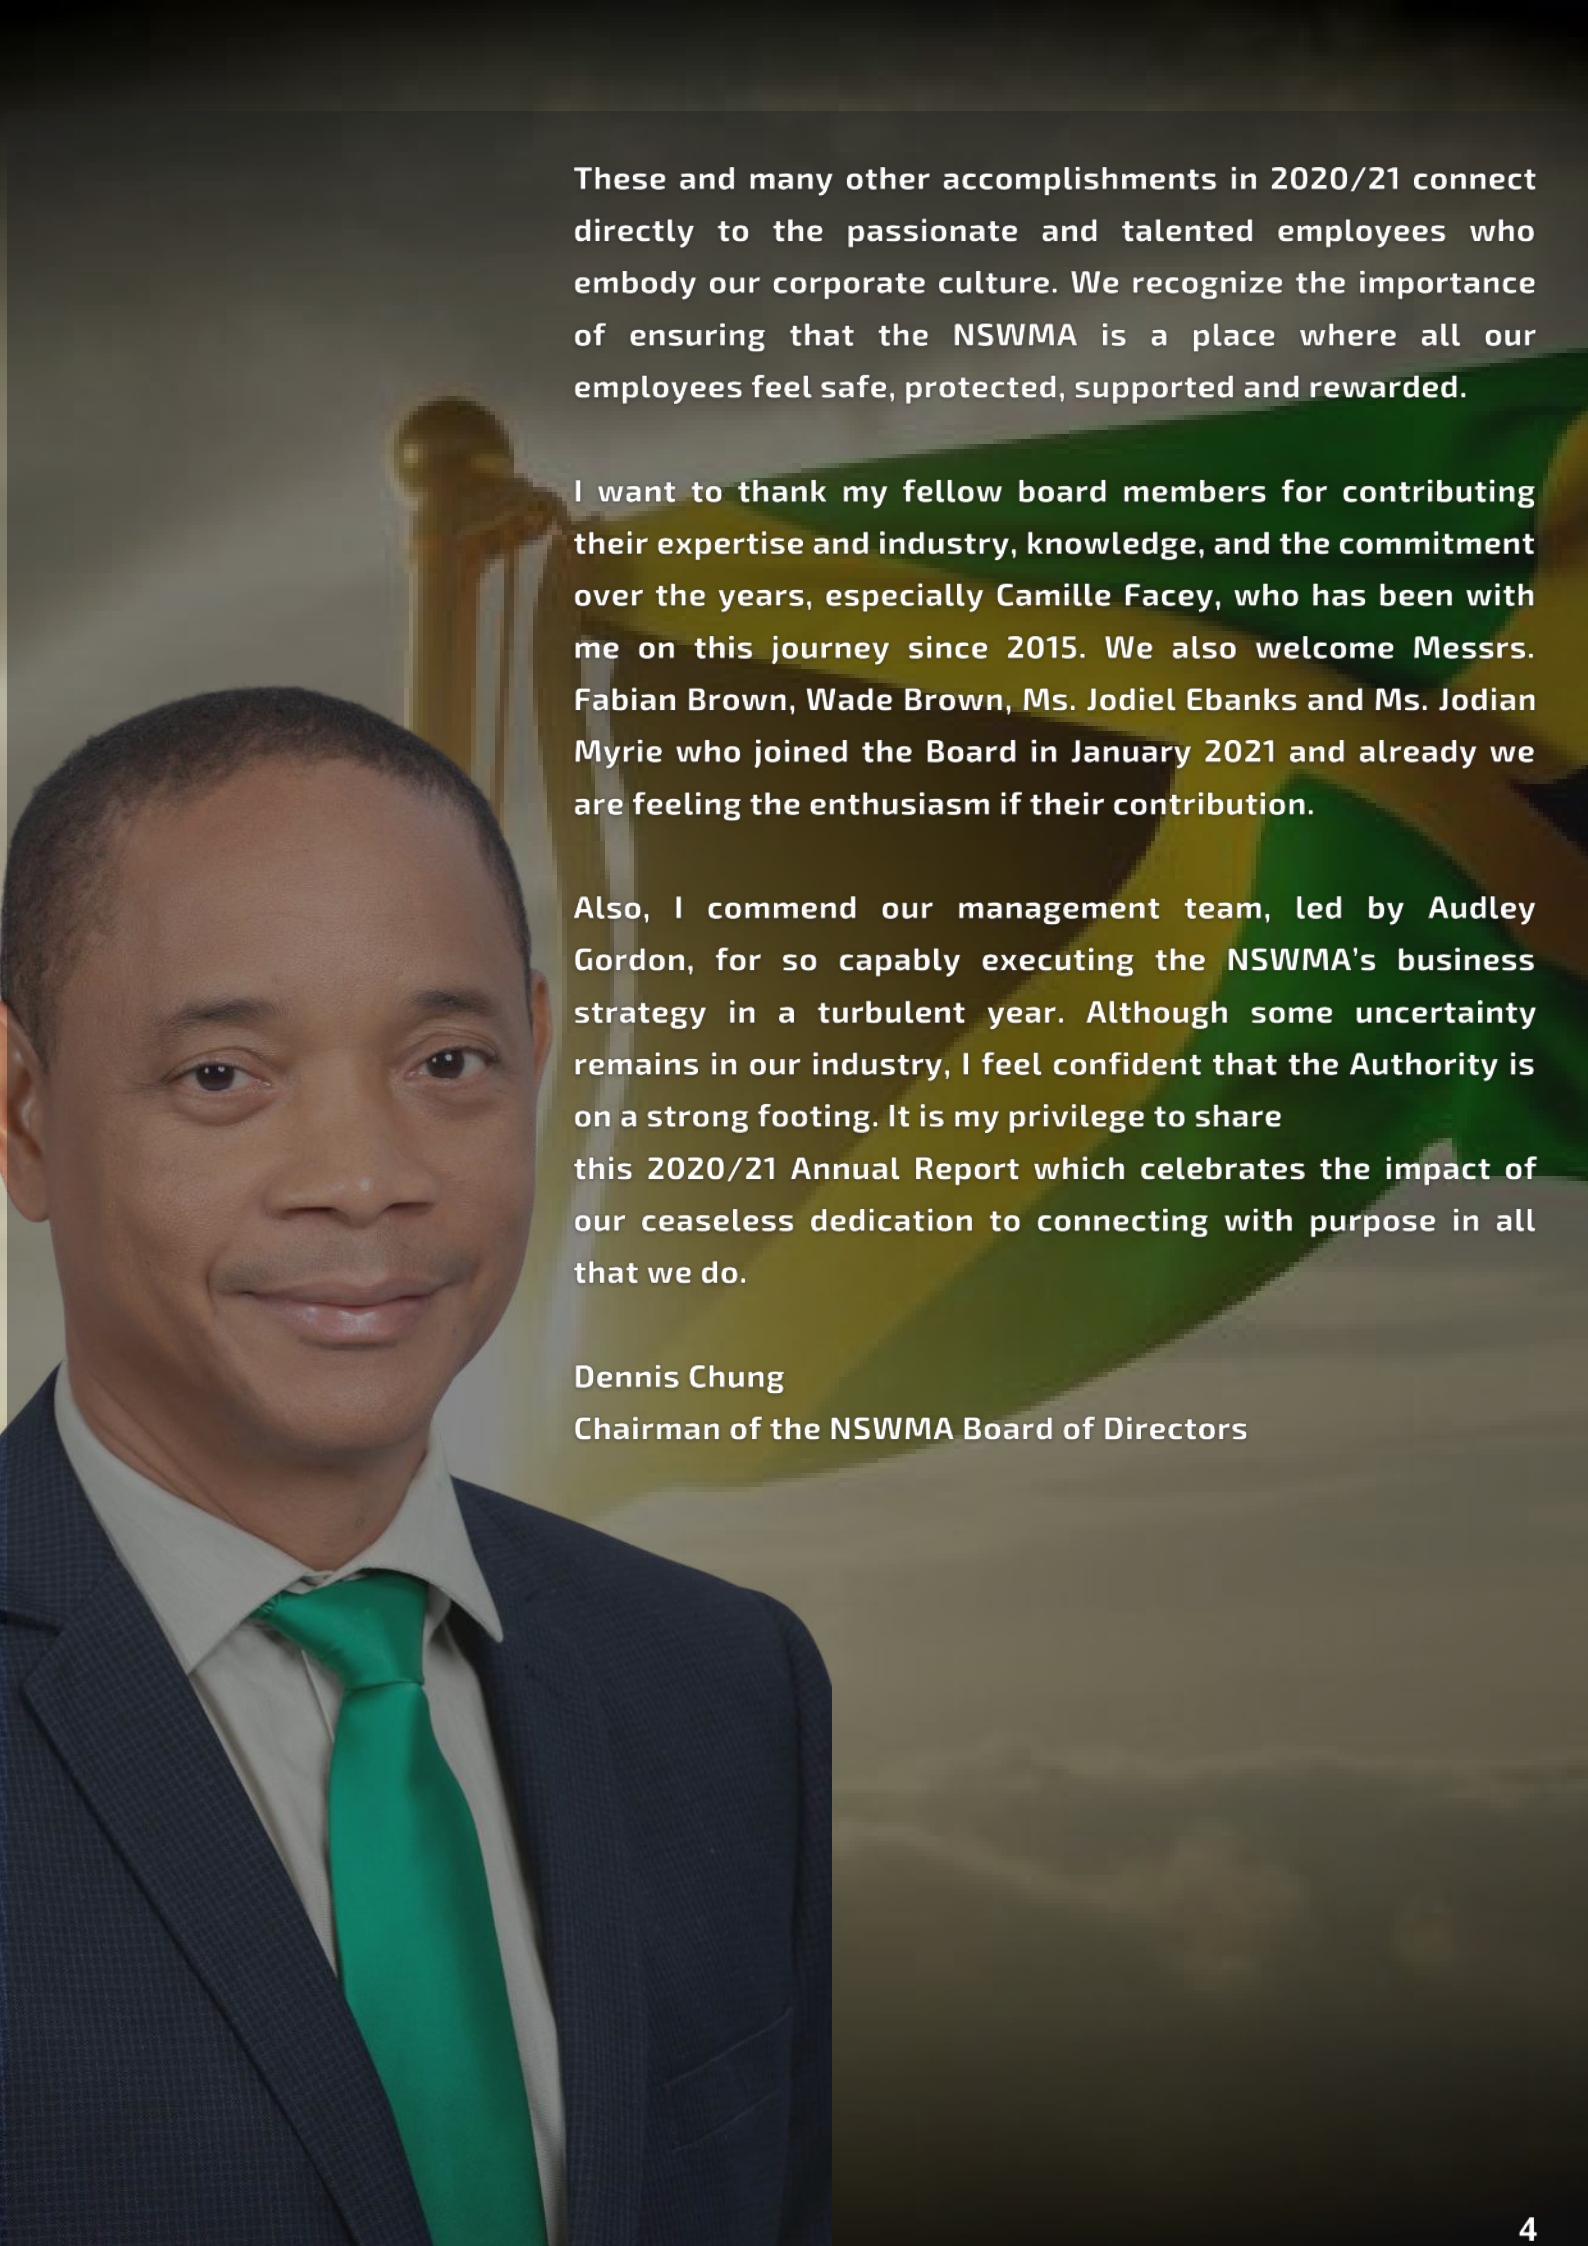 These and many other accomplishments in 2020/21 connect
directly to the passionate and talented employees who
embody our corporate culture. We recognize the importance
of ensuring that the NSWMA is a place where all our
employees feel safe, protected, supported and rewarded.
I want to thank my fellow board members for contributing
their expertise and industry, knowledge, and the commitment
over the years, especially Camille Facey, who has been with
me on this journey since 2015. We also welcome Messrs.
Fabian Brown, Wade Brown, Ms. Jodiel Ebanks and Ms. Jodian
Myrie who joined the Board in January 2021 and already we
are feeling the enthusiasm if their contribution.
Also, I commend our management team, led by Audley
Gordon, for so capably executing the NSWMA’s business
strategy in a turbulent year. Although some uncertainty
remains in our industry, I feel confident that the Authority is
on a strong footing. It is my privilege to share
this 2020/21 Annual Report which celebrates the impact of
our ceaseless dedication to connecting with purpose in all
that we do.
Dennis Chung
Chairman of the NSWMA Board of Directors
4